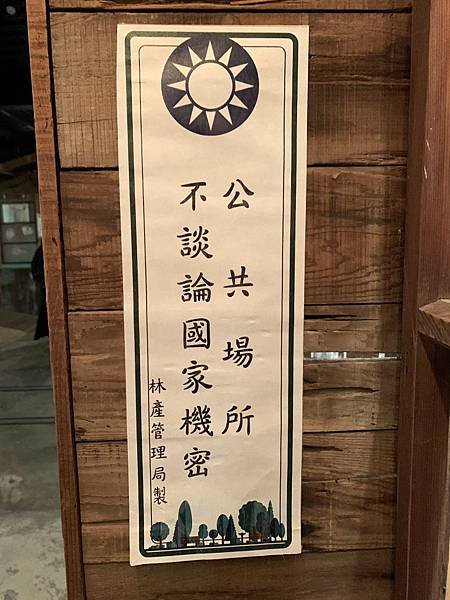 公共場所
不談論國家機密
林產管理局製